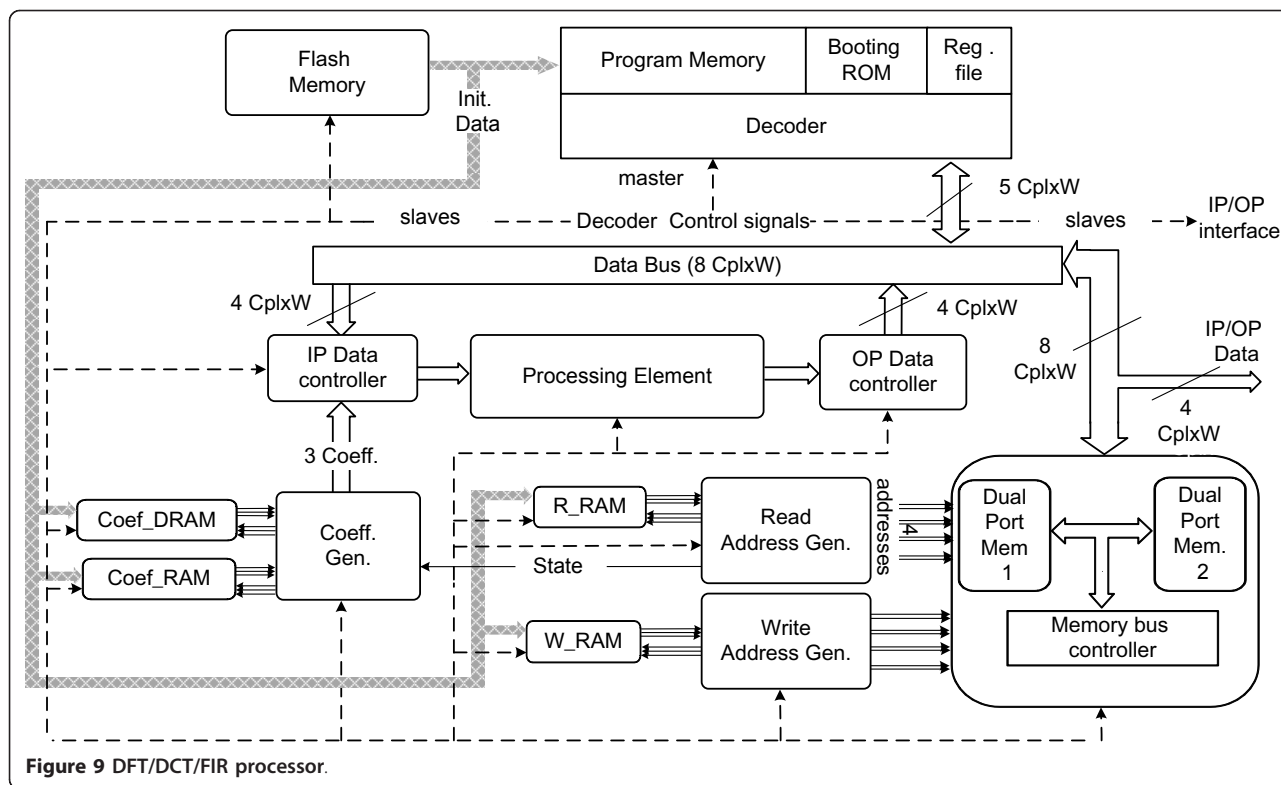 Flash
Memory
Init.
Data
Program Memory
Booting
ROM
Reg .
file
Decoder
master
5 CplxW
slaves
Decoder Control signals
slaves
IP/OP
interface
Data Bus (8 CplxW)
4 CplxW
4 CplxW
IP Data
controller
Processing Element
OP Data
controller
8
CplxW
IP/OP
Data
4
CplxW
3 Coeff.
Coef_DRAM
Coef_RAM
Coeff.
Gen.
State
R_RAM
Read
Address Gen.
4
addresses
W_RAM
Write
Address Gen.
Dual
Port
Mem
1
Dual
Port
Mem.
2
Memory bus
controller
Figure 9 DFT/DCT/FIR processor.